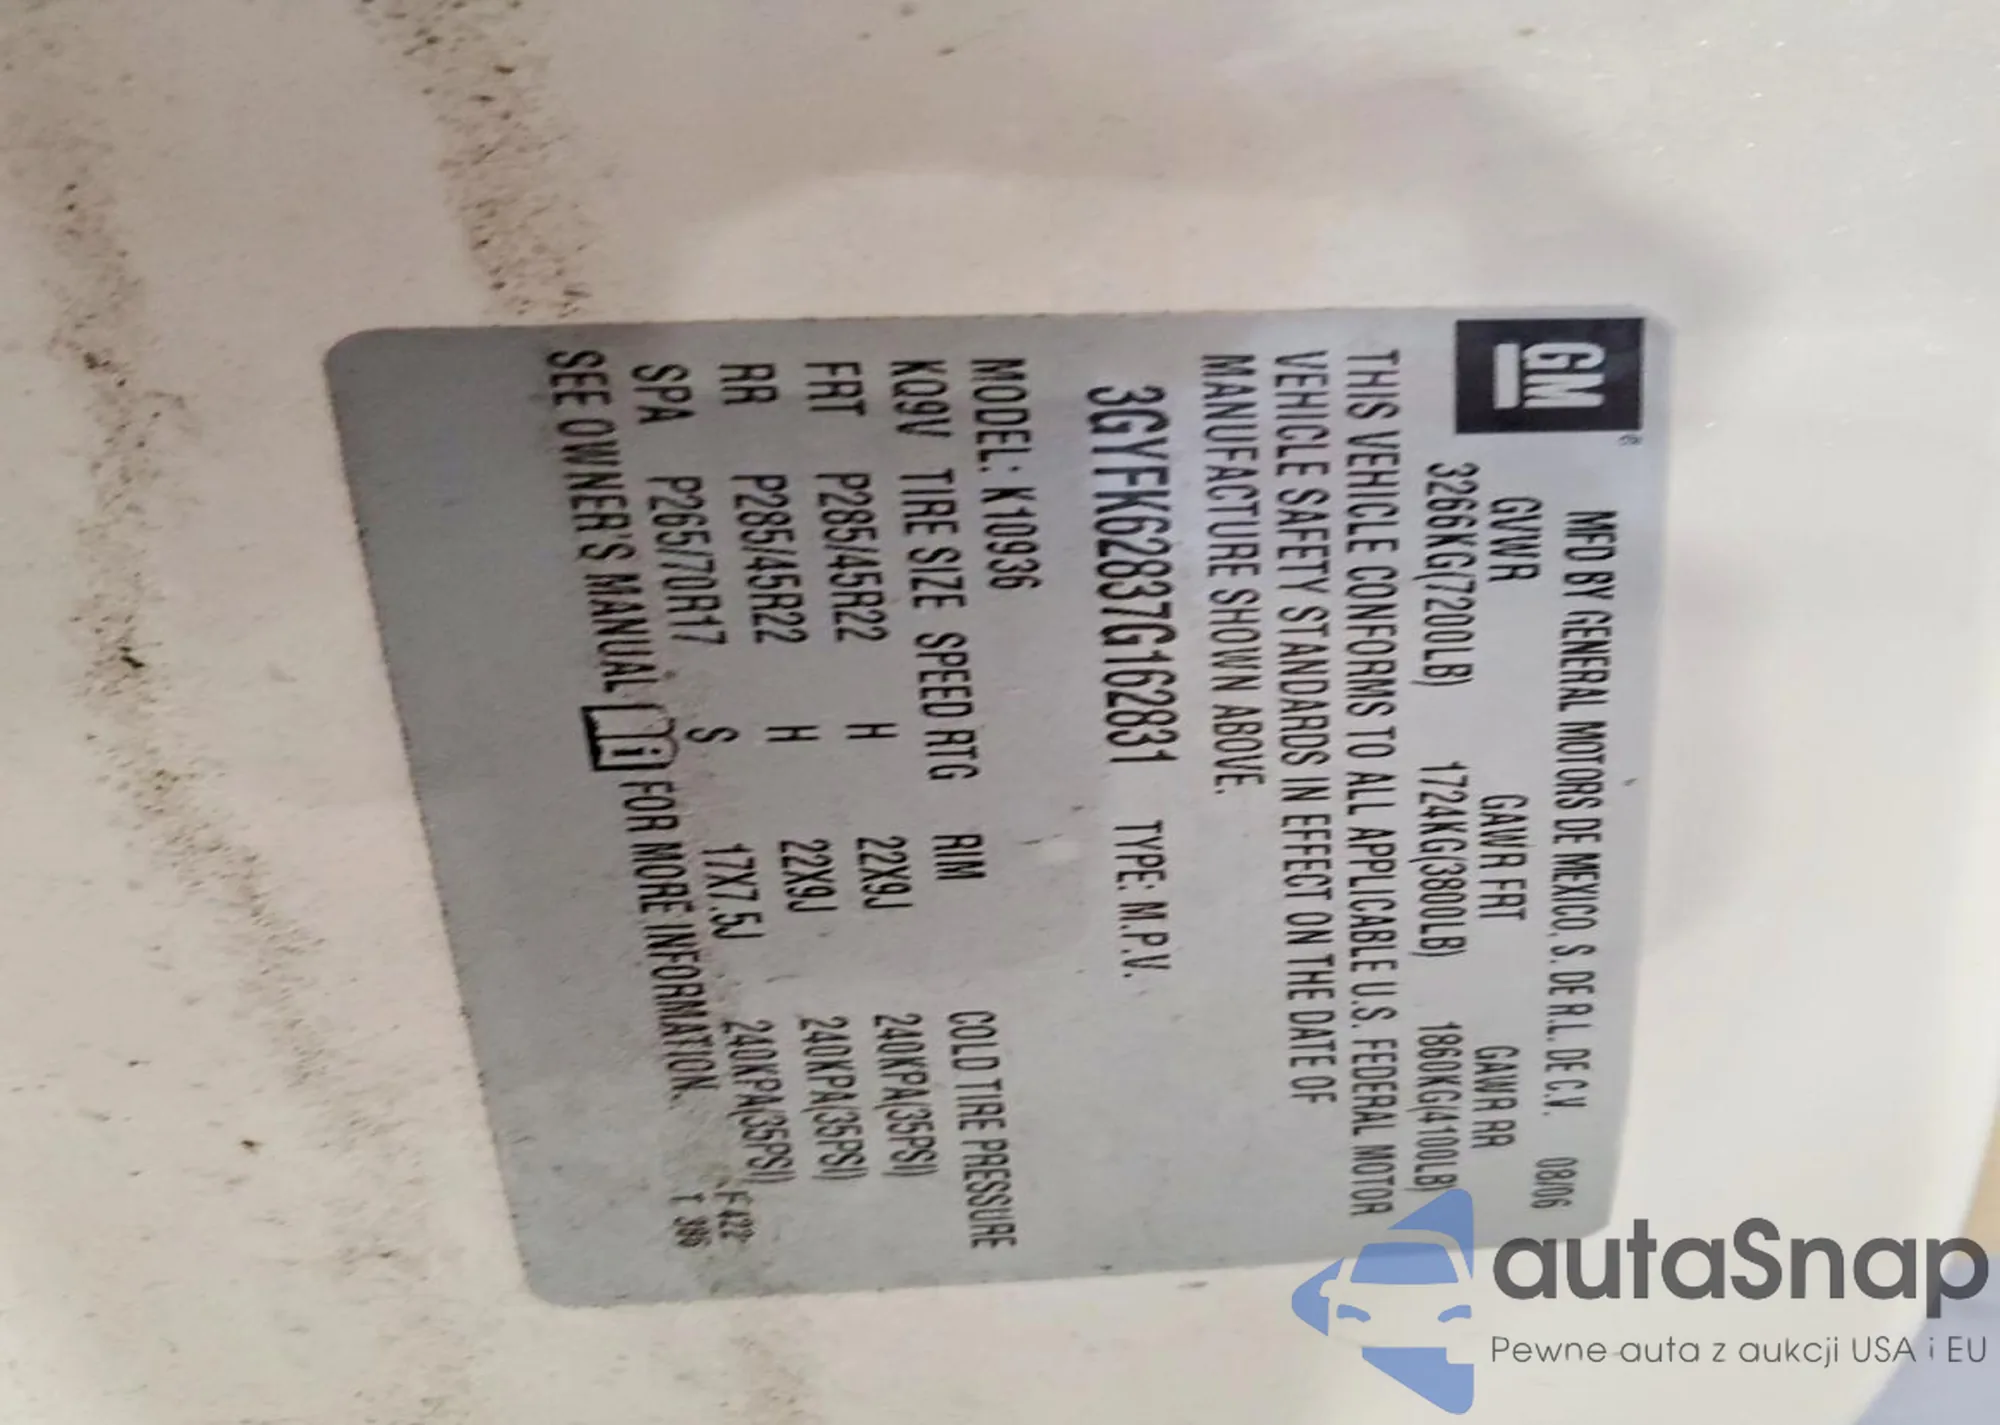 GM®
MFD BY GENERAL MOTORS DE MEXICO, S. DE R.L. DE C.V. 08/06
GVWR GAWR FRT GAWR RR
3266KG(7200LB) 1724KG(3800LB) 1860KG(4100LB)
THIS VEHICLE CONFORMS TO ALL APPLICABLE U.S. FEDERAL MOTOR
VEHICLE SAFETY STANDARDS IN EFFECT ON THE DATE OF
MANUFACTURE SHOWN ABOVE.
3GYFK62837G162831 TYPE: M.P.V.
MODEL: K10936
KQ9V TIRE SIZE SPEED RTG RIM COLD TIRE PRESSURE
FRT P285/45R22 H 22X9J 240KPA(35PSI)
RR P285/45R22 H 22X9J 240KPA(35PSI)
SPA P265/70R17 S 17X7.5J 240KPA(35PSI) F 422
SEE OWNER'S MANUAL i FOR MORE INFORMATION. T 386
autaSnap
Pewne auta z aukcji USA i EU